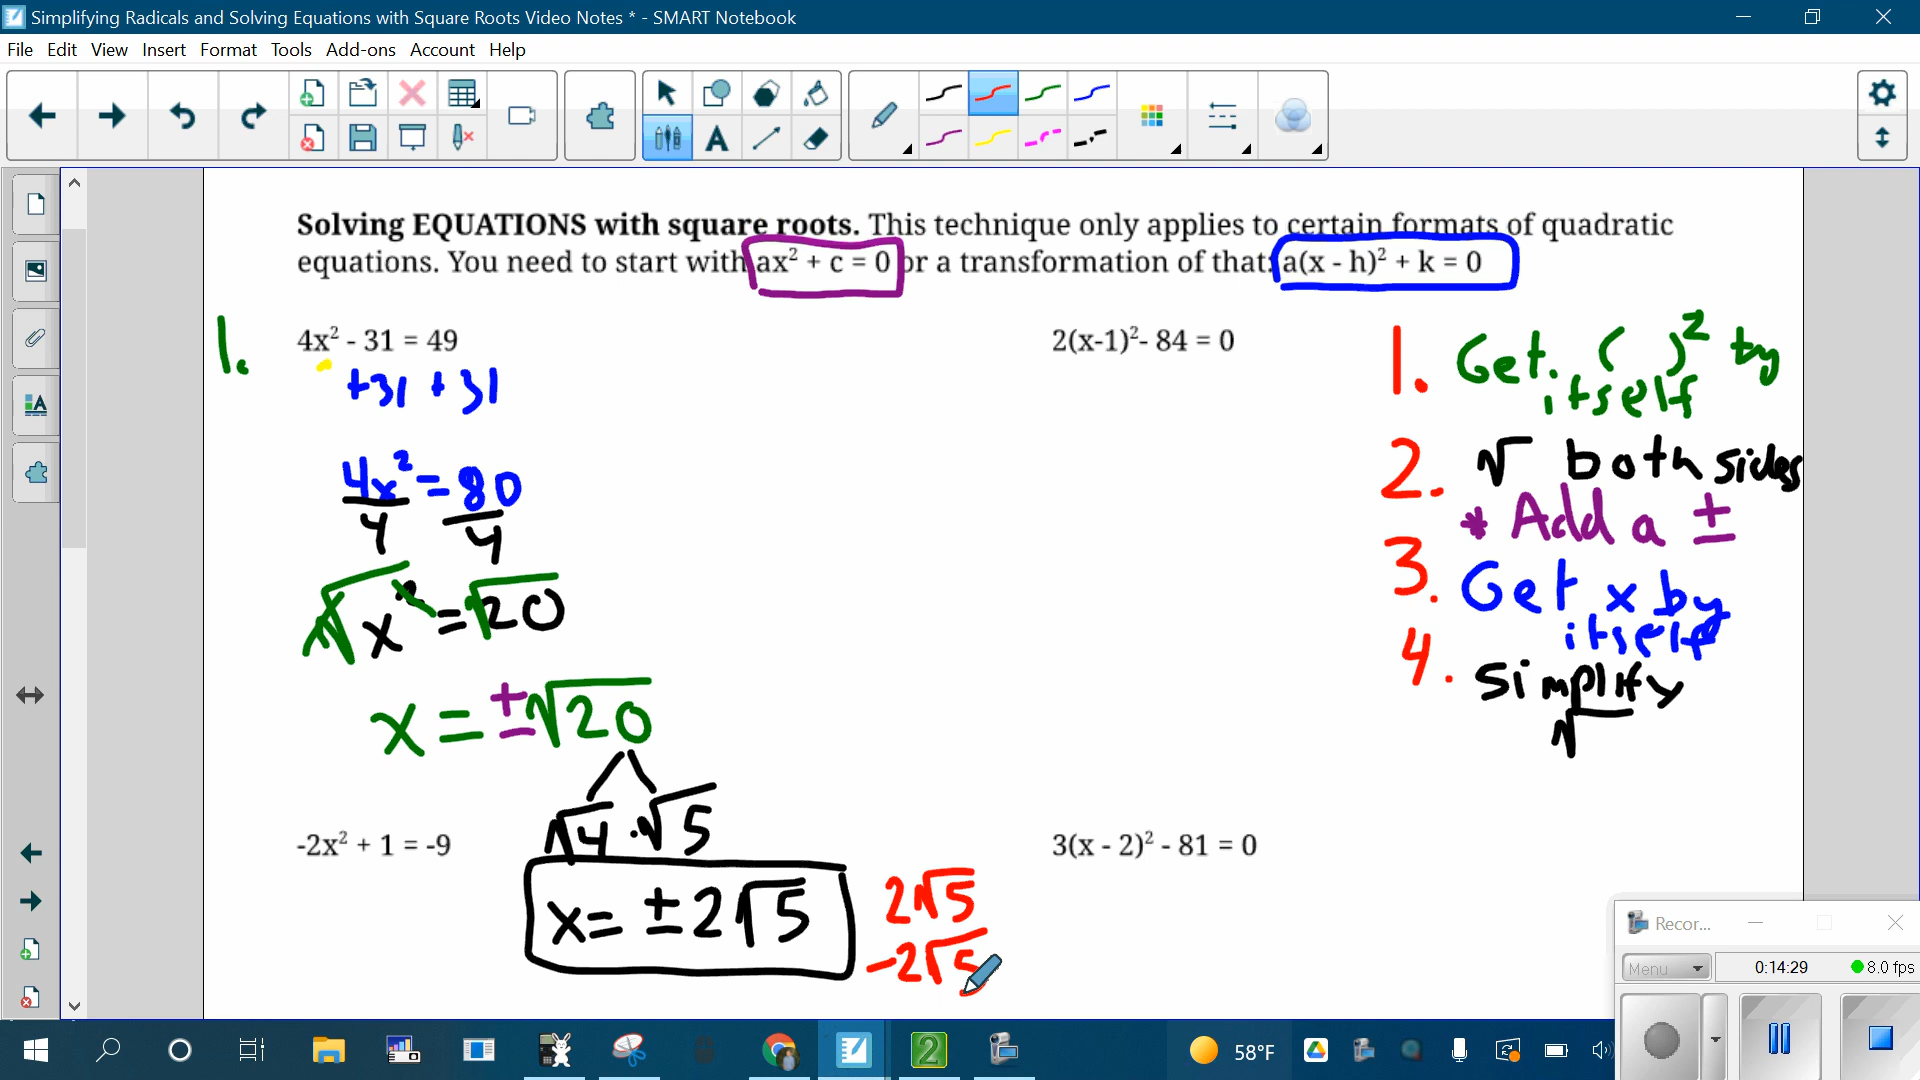 Simplifying Radicals and Solving Equations with Square Roots Video Notes * - SMART Notebook
File Edit View Insert Format Tools Add-ons Account Help
Solving EQUATIONS with square roots. This technique only applies to certain formats of quadratic
equations. You need to start with ax² + c = 0 or a transformation of that: a(x - h)² + k = 0
1.
4x² - 31 = 49
+31 +31
4x² = 80
4 4
√x² = √20
x = ±√20
√4 · √5
x = ±2√5
2√5
-2√5
2(x-1)² - 84 = 0
1. Get ( )² by
itself
2. √ both sides
* Add a ±
3. Get x by
itself
4. Simplify
√
-2x² + 1 = -9
3(x - 2)² - 81 = 0
Recor...
Menu
0:14:29
8.0 fps
58°F